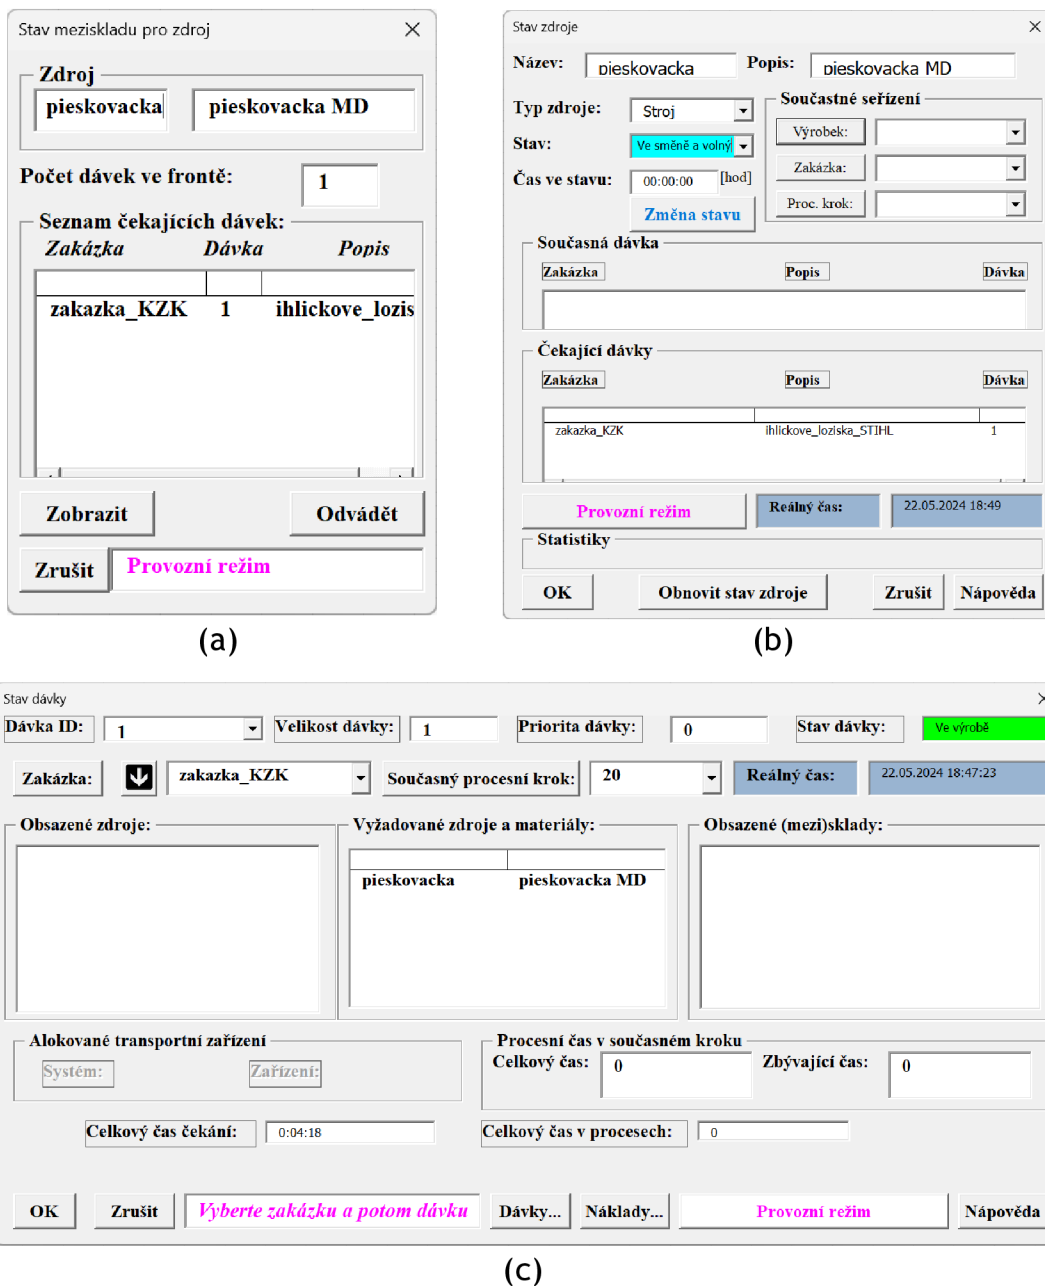 Stav meziskladu pro zdroj
Zdroj
pieskovacka pieskovacka MD
Počet dávek ve frontě: 1
Seznam čekajících dávek:
Zakázka Dávka Popis
zakazka_KZK 1 ihlickove_lozis
Zobrazit Odvádět
Zrušit Provozní režim
(a)
Stav zdroje
Název: pieskovacka Popis: pieskovacka MD
Typ zdroje: Stroj
Stav: Ve směně a volný
Čas ve stavu: 00:00:00 [hod]
Změna stavu
Součastné seřízení
Výrobek:
Zakázka:
Proc. krok:
Současná dávka
Zakázka Popis Dávka
Čekající dávky
Zakázka Popis Dávka
zakazka_KZK ihlickove_loziska_STIHL 1
Provozní režim Reálný čas: 22.05.2024 18:49
Statistiky
OK Obnovit stav zdroje Zrušit Nápověda
(b)
Stav dávky
Dávka ID: 1 Velikost dávky: 1 Priorita dávky: 0 Stav dávky: Ve výrobě
Zakázka: zakazka_KZK Současný procesní krok: 20 Reálný čas: 22.05.2024 18:47:23
Obsazené zdroje: Vyžadované zdroje a materiály: Obsazené (mezi)sklady:
pieskovacka pieskovacka MD
Alokované transportní zařízení Procesní čas v současném kroku
Systém: Zařízení: Celkový čas: 0 Zbývající čas: 0
Celkový čas čekání: 0:04:18 Celkový čas v procesech: 0
OK Zrušit Vyberte zakázku a potom dávku Dávky... Náklady... Provozní režim Nápověda
(c)